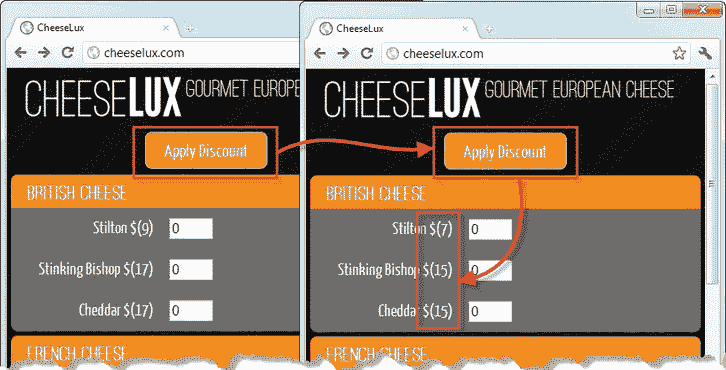 CheeseLux
cheeselux.com
CHEESELUX GOURMET EUROPE
Apply Discount
BRITISH CHEESE
Stilton $(9) 0
Stinking Bishop $(17) 0
Cheddar $(17) 0
FRENCH CHEESE
CheeseLux
cheeselux.com
CHEESELUX GOURMET EUROPEAN CHEESE
Apply Discount
BRITISH CHEESE
Stilton $(7) 0
Stinking Bishop $(15) 0
Cheddar $(15) 0
FRENCH CHEESE